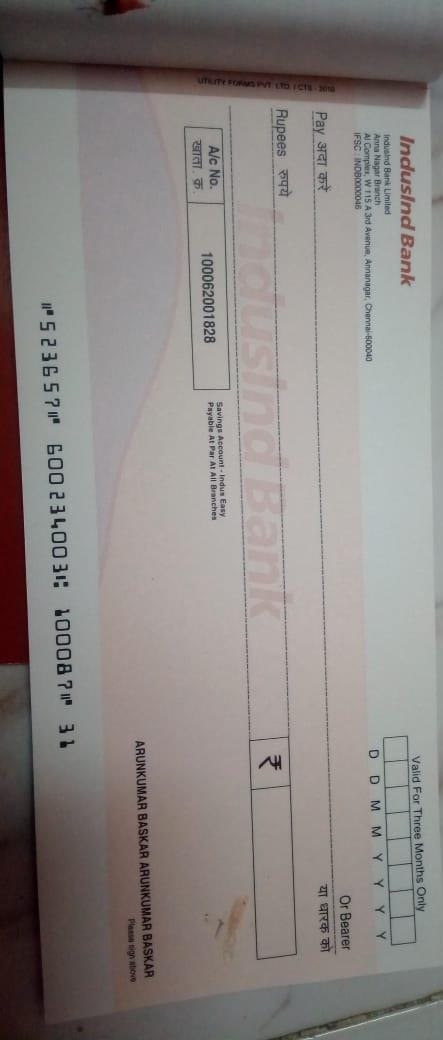 IndusInd Bank
IndusInd Bank Limited
Anna Nagar Branch
AI Complex, W 115 A 3rd Avenue, Annanagar, Chennai-600040
IFSC : INDB0000046
Valid For Three Months Only
D D M M Y Y Y Y
Pay अदा करें
Or Bearer
या धारक को
Rupees रुपये
₹
IndusInd Bank
A/c No.
खाता. क्र.
100062001828
Savings Account - Indus Easy
Payable At Par At All Branches
UTILITY FORMS PVT. LTD. / CTS - 2010
ARUNKUMAR BASKAR ARUNKUMAR BASKAR
Please sign above
⑈523657⑈ 600234003⑆ 100087⑈ 31